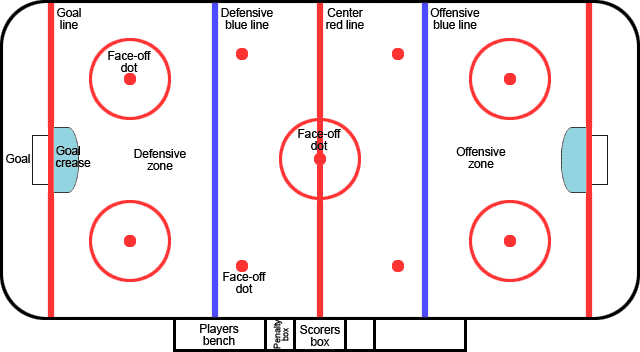 Goal
line
Defensive
blue line
Center
red line
Offensive
blue line
Face-off
dot
Face-off
dot
Goal
Goal
crease
Defensive
zone
Offensive
zone
Face-off
dot
Players
bench
Penalty
box
Scorers
box